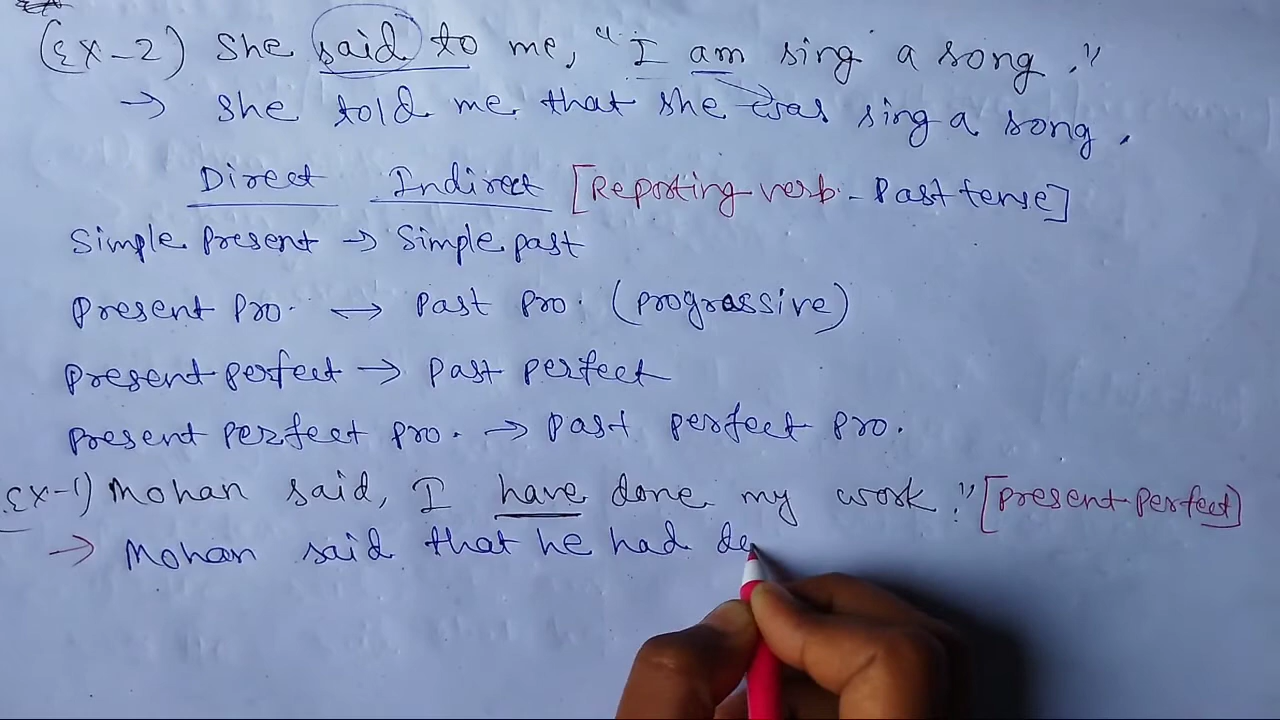 (Ex-2) She said to me, "I am sing a song."
→ She told me that she was sing a song.
Direct Indirect [Reporting verb - Past tense]
Simple Present → Simple past
Present Pro. → Past pro. (progressive)
Present perfect → Past perfect
Present perfect pro. → Past perfect pro.
Ex-1) Mohan said, I have done my work." [present perfect]
→ Mohan said that he had do